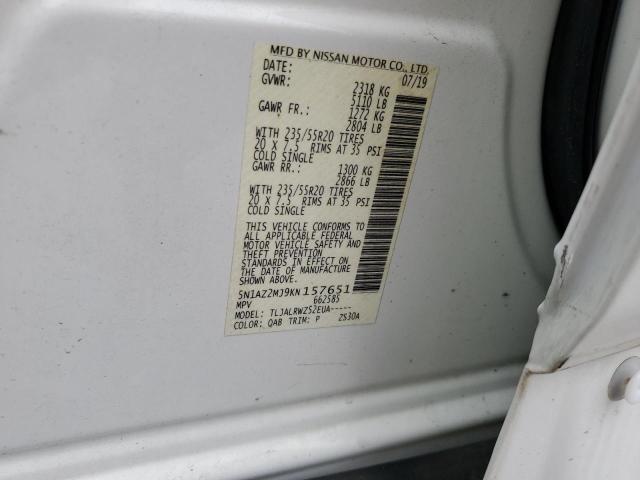 MFD BY NISSAN MOTOR CO., LTD.
DATE: 07/19
GVWR: 2318 KG
5110 LB
GAWR FR.: 1272 KG
2804 LB
WITH 235/55R20 TIRES
20 X 7.5 RIMS AT 35 PSI
COLD SINGLE
GAWR RR.: 1300 KG
2866 LB
WITH 235/55R20 TIRES
20 X 7.5 RIMS AT 35 PSI
COLD SINGLE
THIS VEHICLE CONFORMS TO
ALL APPLICABLE FEDERAL
MOTOR VEHICLE SAFETY AND
THEFT PREVENTION
STANDARDS IN EFFECT ON
THE DATE OF MANUFACTURE
SHOWN ABOVE.
5N1AZ2MJ9KN157651
MPV 662585
MODEL: TLJALRWZ52EUA-----
COLOR: QAB TRIM: P 2530A